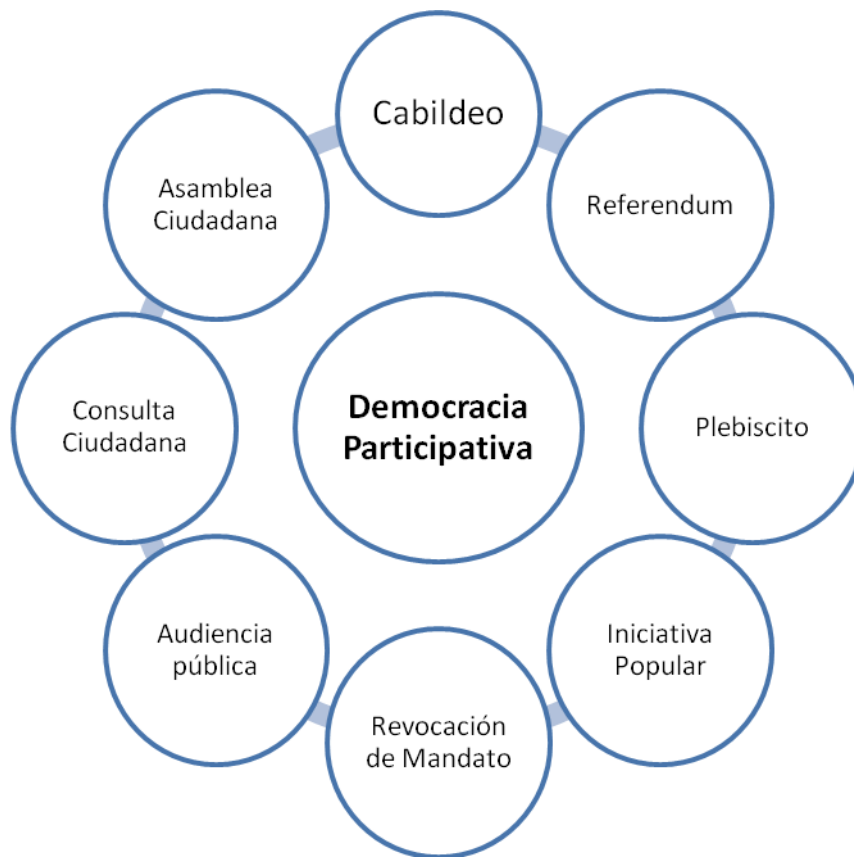 Cabildeo
Referendum
Plebiscito
Iniciativa
Popular
Revocación
de Mandato
Audiencia
pública
Consulta
Ciudadana
Asamblea
Ciudadana
Democracia
Participativa